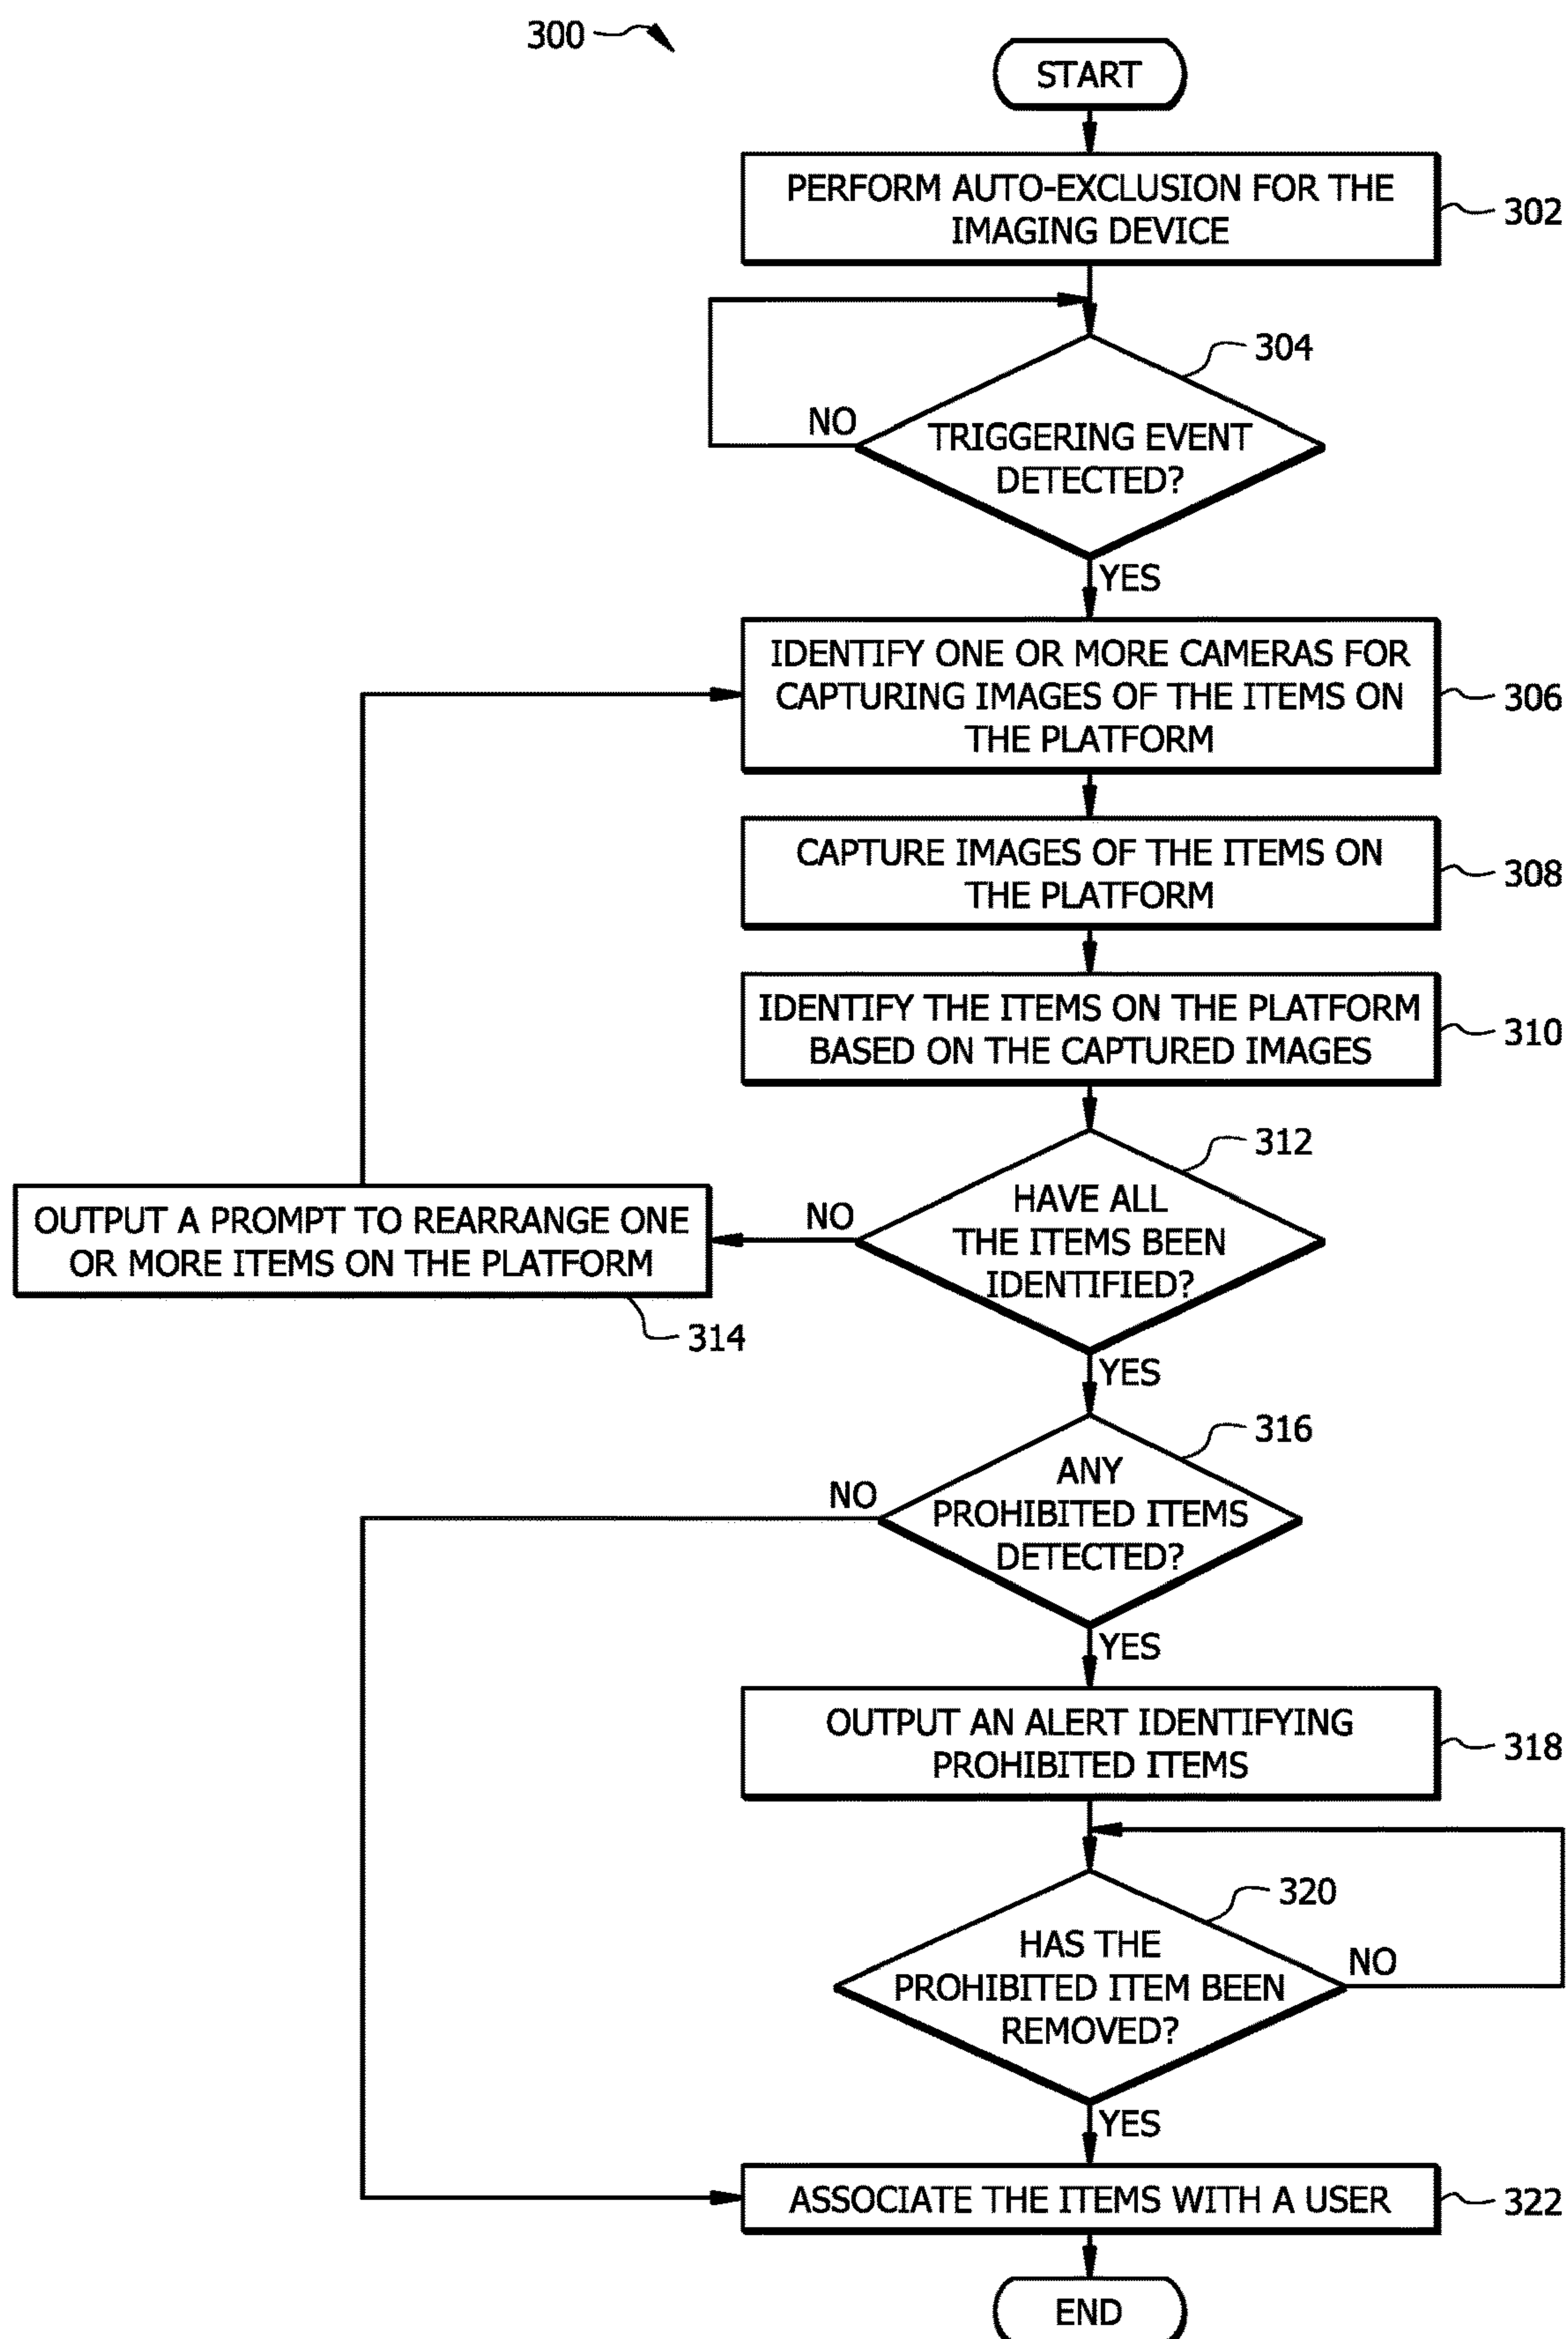 300
START
PERFORM AUTO-EXCLUSION FOR THE
IMAGING DEVICE
302
304
NO
TRIGGERING EVENT
DETECTED?
YES
IDENTIFY ONE OR MORE CAMERAS FOR
CAPTURING IMAGES OF THE ITEMS ON
THE PLATFORM
306
CAPTURE IMAGES OF THE ITEMS ON
THE PLATFORM
308
IDENTIFY THE ITEMS ON THE PLATFORM
BASED ON THE CAPTURED IMAGES
310
312
HAVE ALL
THE ITEMS BEEN
IDENTIFIED?
NO
OUTPUT A PROMPT TO REARRANGE ONE
OR MORE ITEMS ON THE PLATFORM
314
YES
316
ANY
PROHIBITED ITEMS
DETECTED?
NO
YES
OUTPUT AN ALERT IDENTIFYING
PROHIBITED ITEMS
318
320
HAS THE
PROHIBITED ITEM BEEN
REMOVED?
NO
YES
ASSOCIATE THE ITEMS WITH A USER
322
END